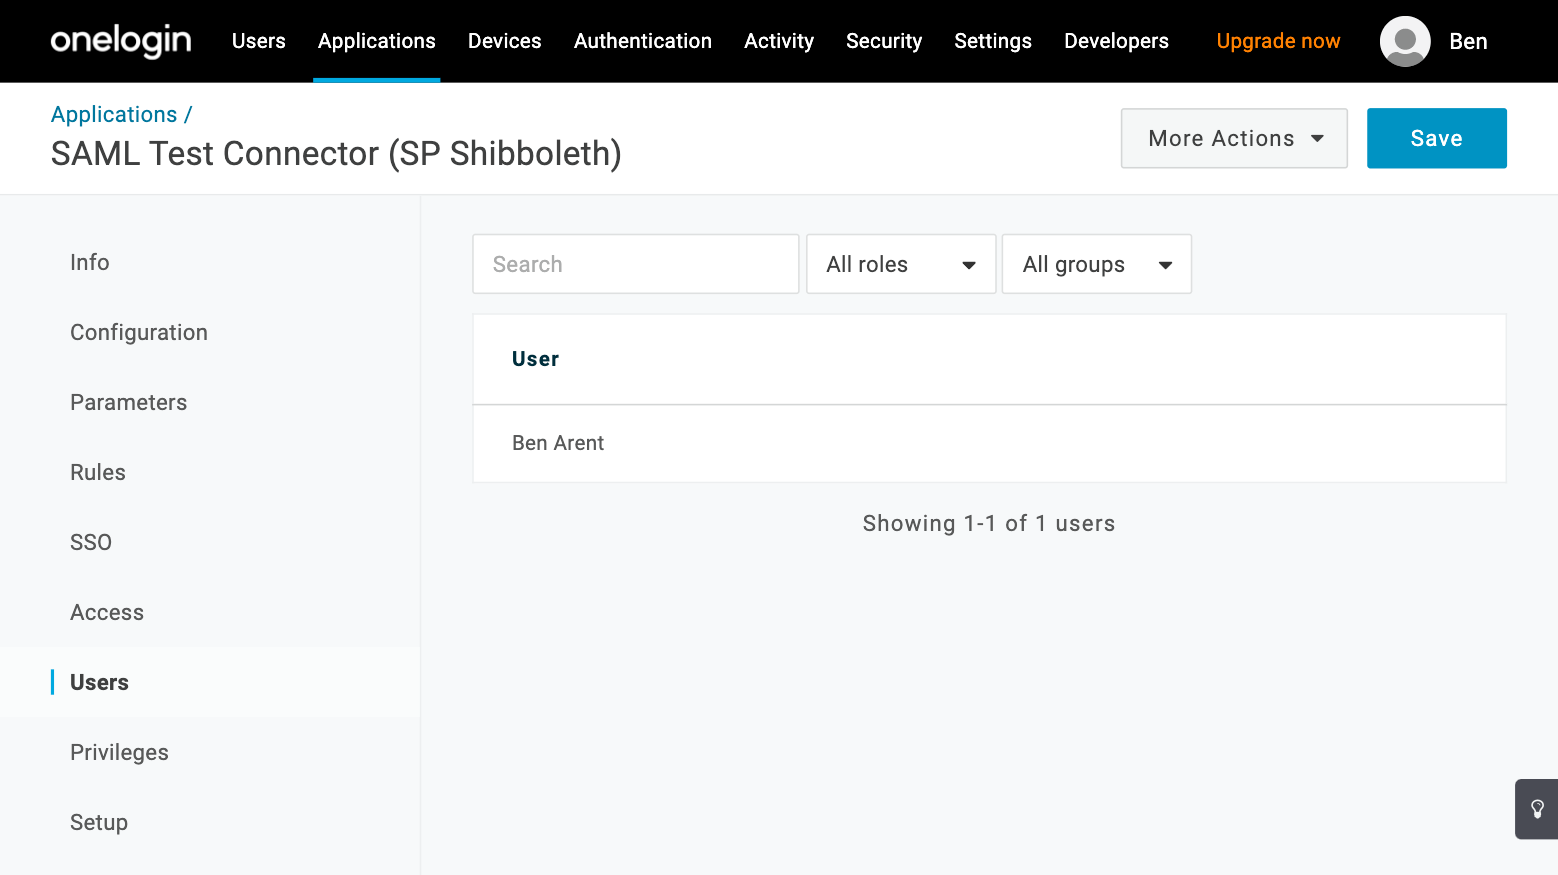 onelogin Users Applications Devices Authentication Activity Security Settings Developers Upgrade now Ben
Applications /
SAML Test Connector (SP Shibboleth)
More Actions Save
Info
Configuration
Parameters
Rules
SSO
Access
Users
Privileges
Setup
Search All roles All groups
User
Ben Arent
Showing 1-1 of 1 users